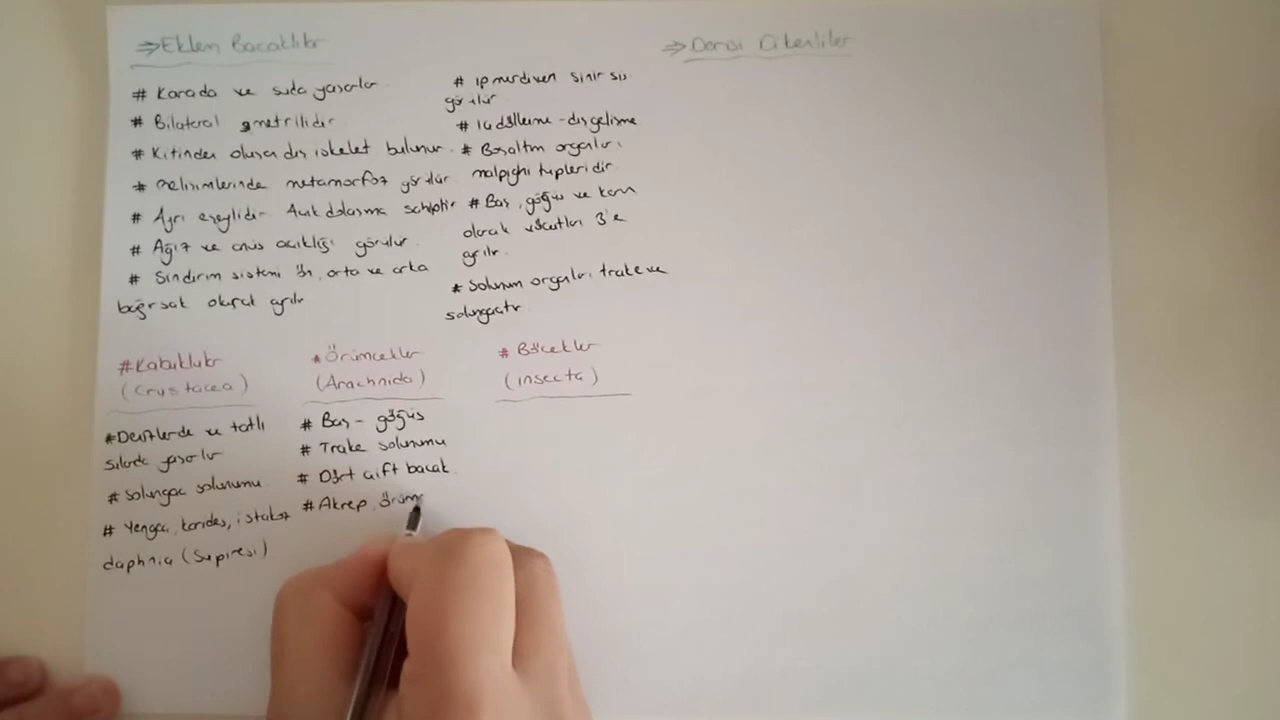 ⇒Eklem Bacaklılar
# Karada ve suda yaşarlar
# Bilateral simetrilidir.
# Kitinden oluşan dış iskelet bulunur.
# Gelişimlerinde metamorfoz görülür
# Ayrı eşeylidir. Açık dolaşıma sahiptir
# Ağız ve anüs açıklığı görülür.
# Sindirim sistemi ön, orta ve arka
bağırsak olarak ayrılır
# ip merdiven sinir sis
görülür
# iç dölleme - dış gelişme
# Boşaltım organları
malpighi tüpleridir.
# Baş, göğüs ve karın
olarak vücutları 3'e
ayrılır.
* Solunum organları trake ve
solungaçtır.
⇒ Derisi Dikenliler
#Kabuklular
(Crustacea)
#Denizlerde ve tatlı
sularda yaşarlar
# Solungaç solunumu
# Yengeç, karides, istakoz
daphnia (Su piresi)
* Örümcekler
(Arachnida)
# Baş - göğüs
# Trake solunumu
# Dört çift bacak
# Akrep, örüm
# Böcekler
(insecta)